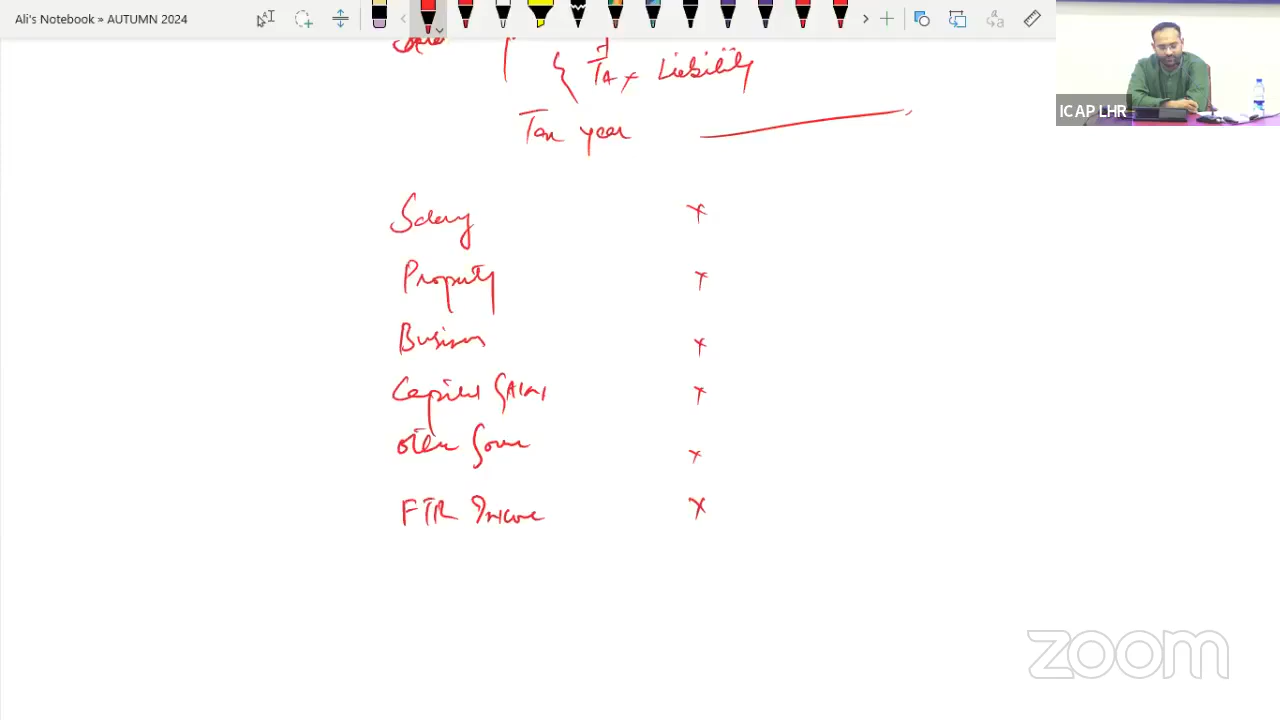 Ali's Notebook » AUTUMN 2024
ICAP LHR
Tax Liability
Tax year
Salary x
Property x
Business x
Capital GAINS x
Other Source x
FTR Income x
zoom